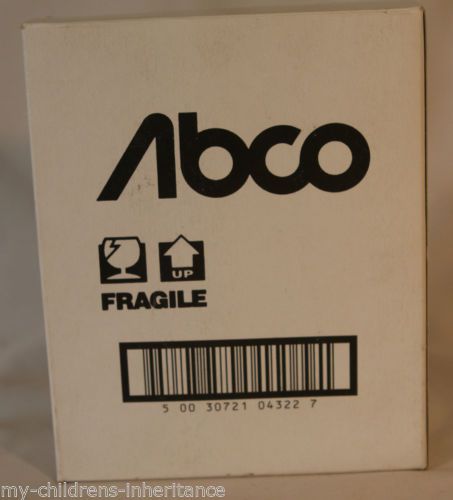 Abco
UP
FRAGILE
5 00 30721 04322 7
my-childrens-inheritance